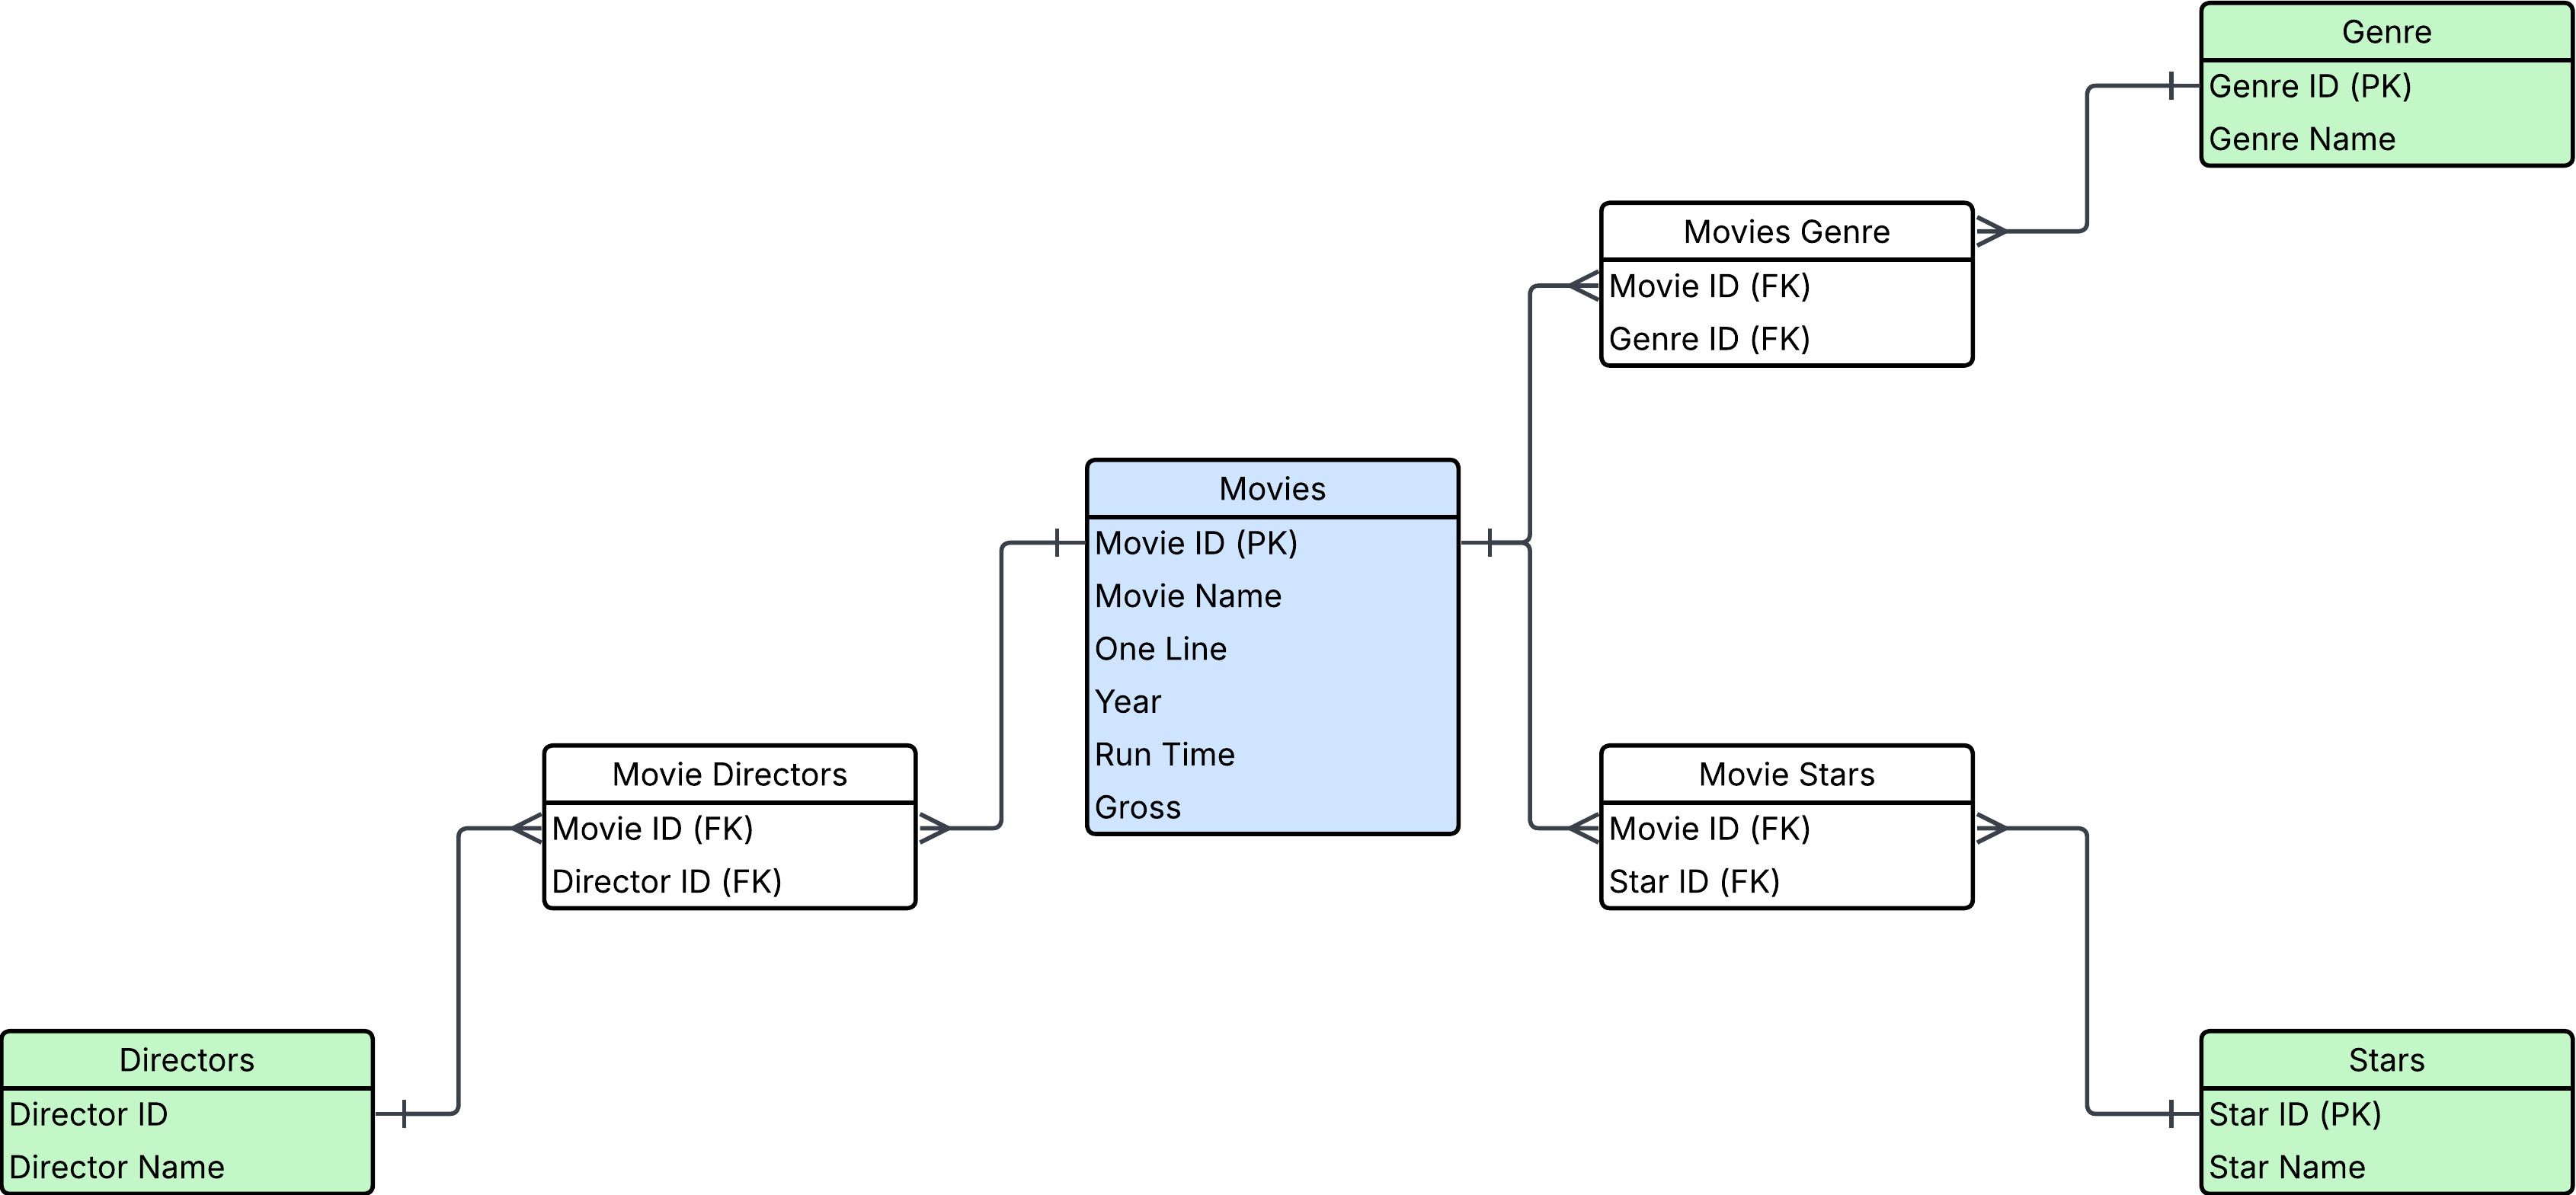 Genre
Genre ID (PK)
Genre Name
Movies Genre
Movie ID (FK)
Genre ID (FK)
Movies
Movie ID (PK)
Movie Name
One Line
Year
Run Time
Gross
Movie Directors
Movie ID (FK)
Director ID (FK)
Movie Stars
Movie ID (FK)
Star ID (FK)
Directors
Director ID
Director Name
Stars
Star ID (PK)
Star Name